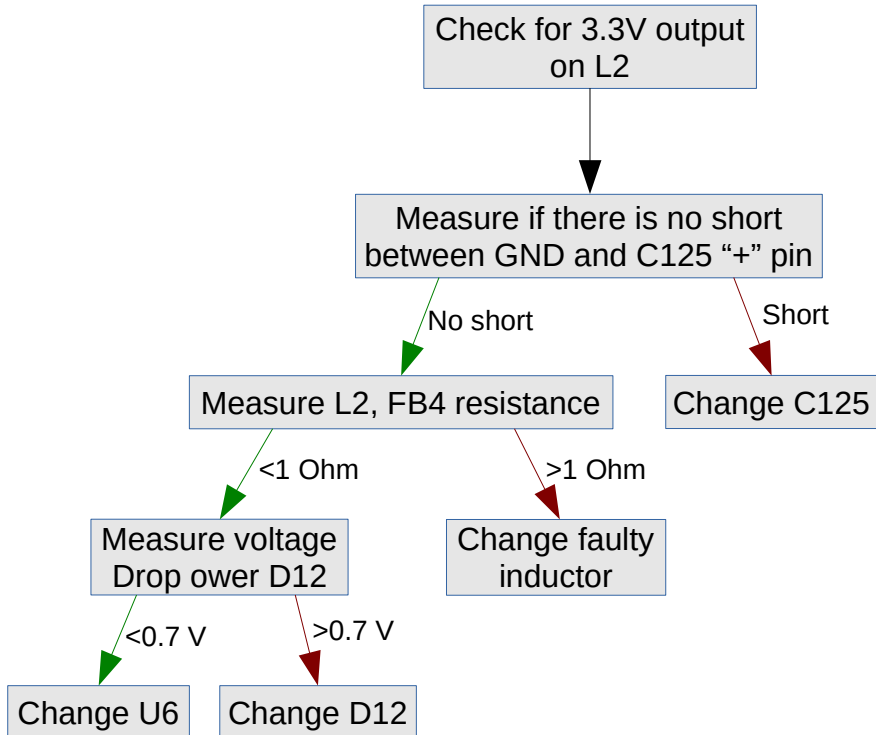 Check for 3.3V output
on L2
Measure if there is no short
between GND and C125 “+” pin
No short
Short
Measure L2, FB4 resistance
Change C125
<1 Ohm
>1 Ohm
Measure voltage
Drop ower D12
Change faulty
inductor
<0.7 V
>0.7 V
Change U6
Change D12